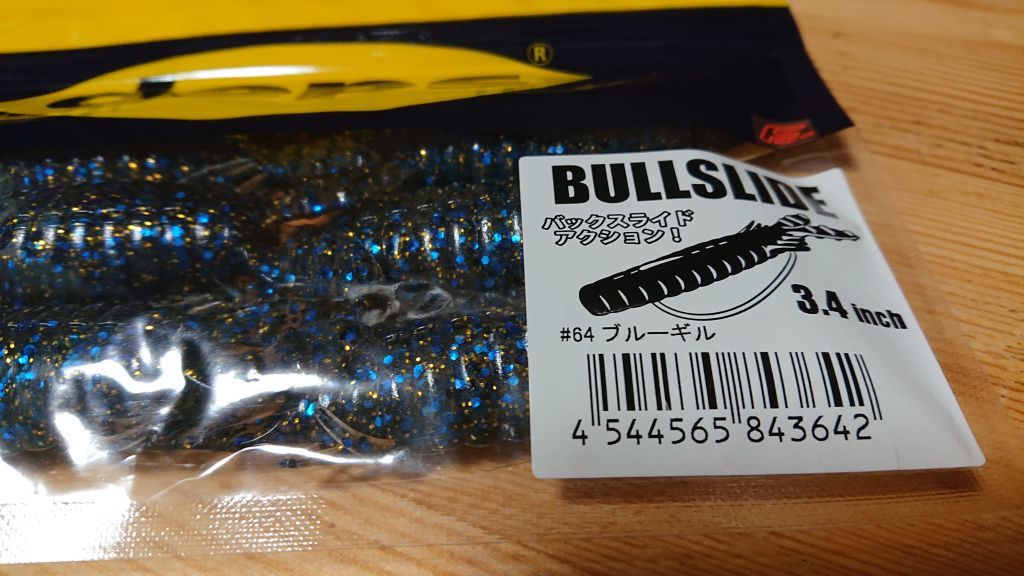 ®
BULLSLIDE
バックスライド
アクション!
3.4 inch
#64 ブルーギル
4 544565 843642